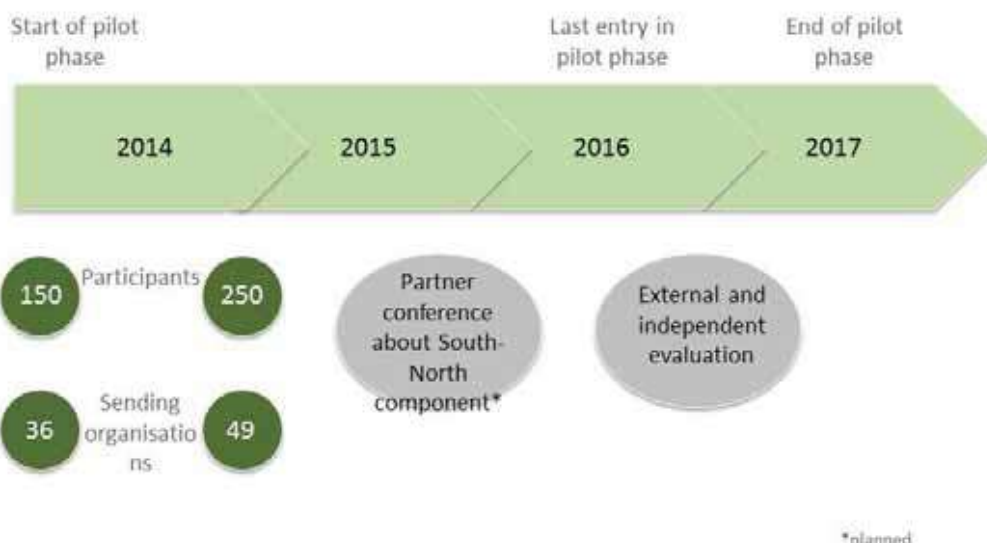 Start of pilot
phase
Last entry in
pilot phase
End of pilot
phase
2014
2015
2016
2017
150
Participants
250
Partner
conference
about South-
North
component*
External and
independent
evaluation
36
Sending
organisatio
ns
49
*planned